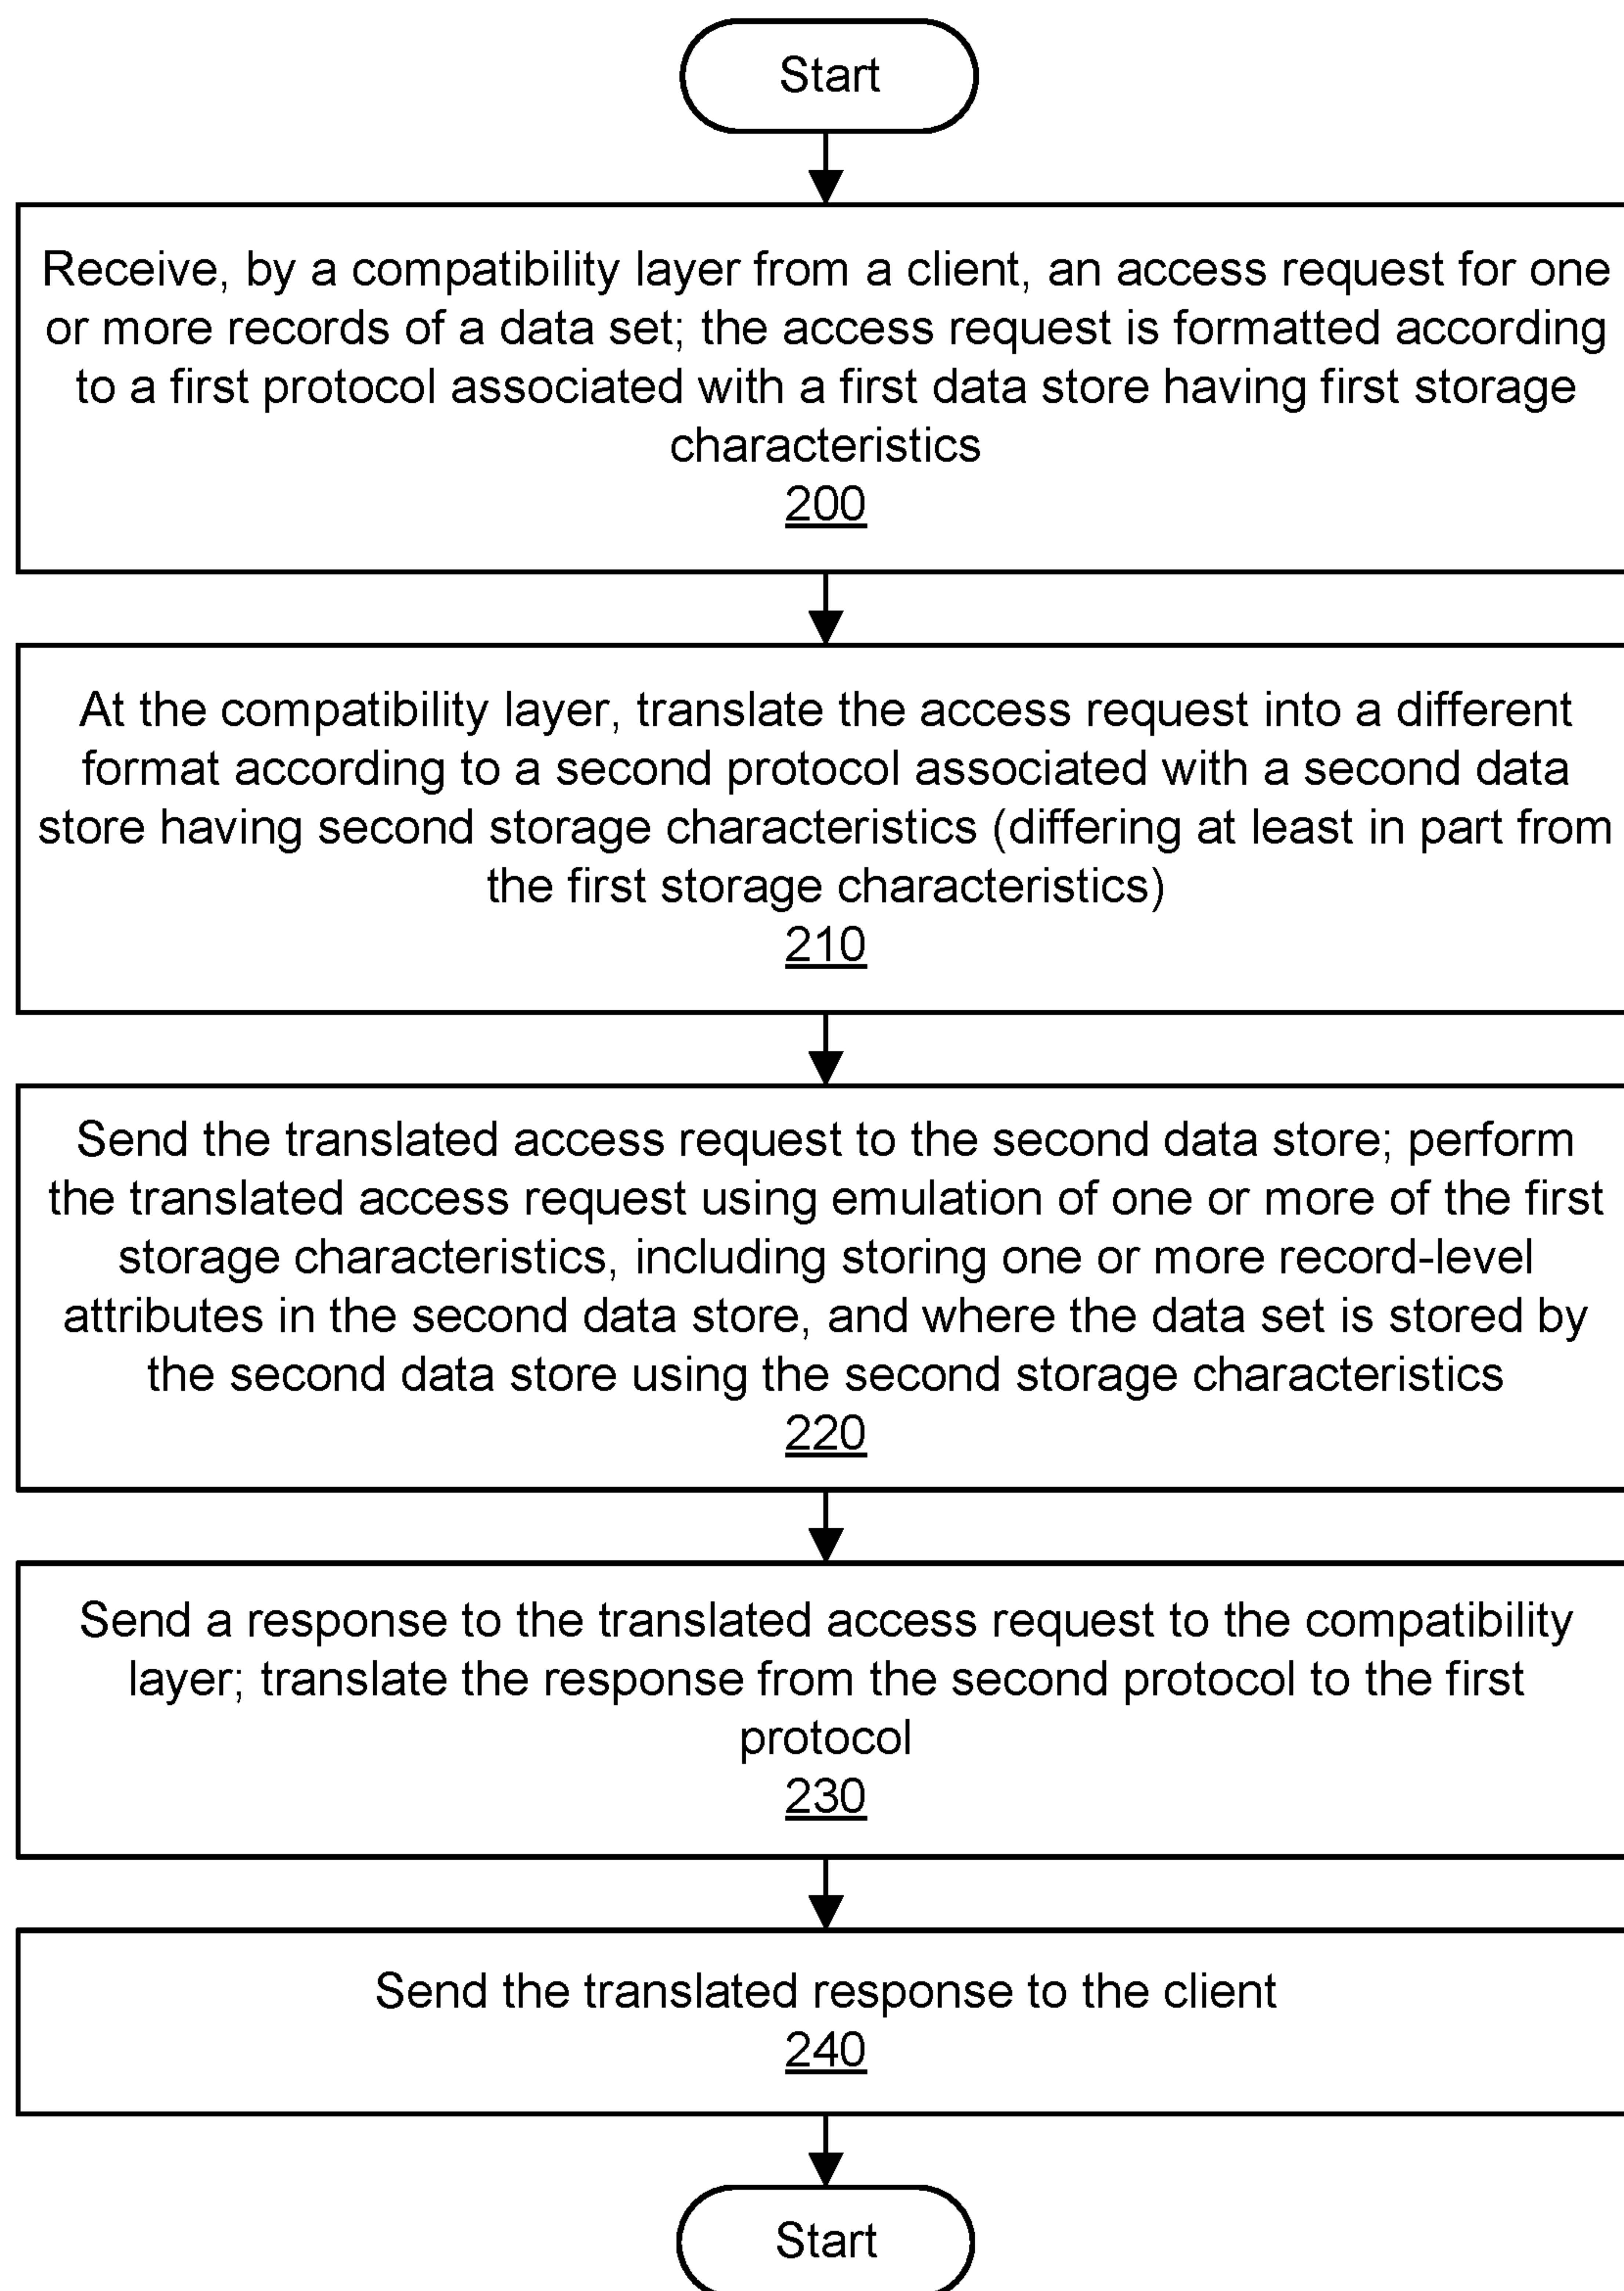 Start
Receive, by a compatibility layer from a client, an access request for one
or more records of a data set; the access request is formatted according
to a first protocol associated with a first data store having first storage
characteristics
200
At the compatibility layer, translate the access request into a different
format according to a second protocol associated with a second data
store having second storage characteristics (differing at least in part from
the first storage characteristics)
210
Send the translated access request to the second data store; perform
the translated access request using emulation of one or more of the first
storage characteristics, including storing one or more record-level
attributes in the second data store, and where the data set is stored by
the second data store using the second storage characteristics
220
Send a response to the translated access request to the compatibility
layer; translate the response from the second protocol to the first
protocol
230
Send the translated response to the client
240
Start